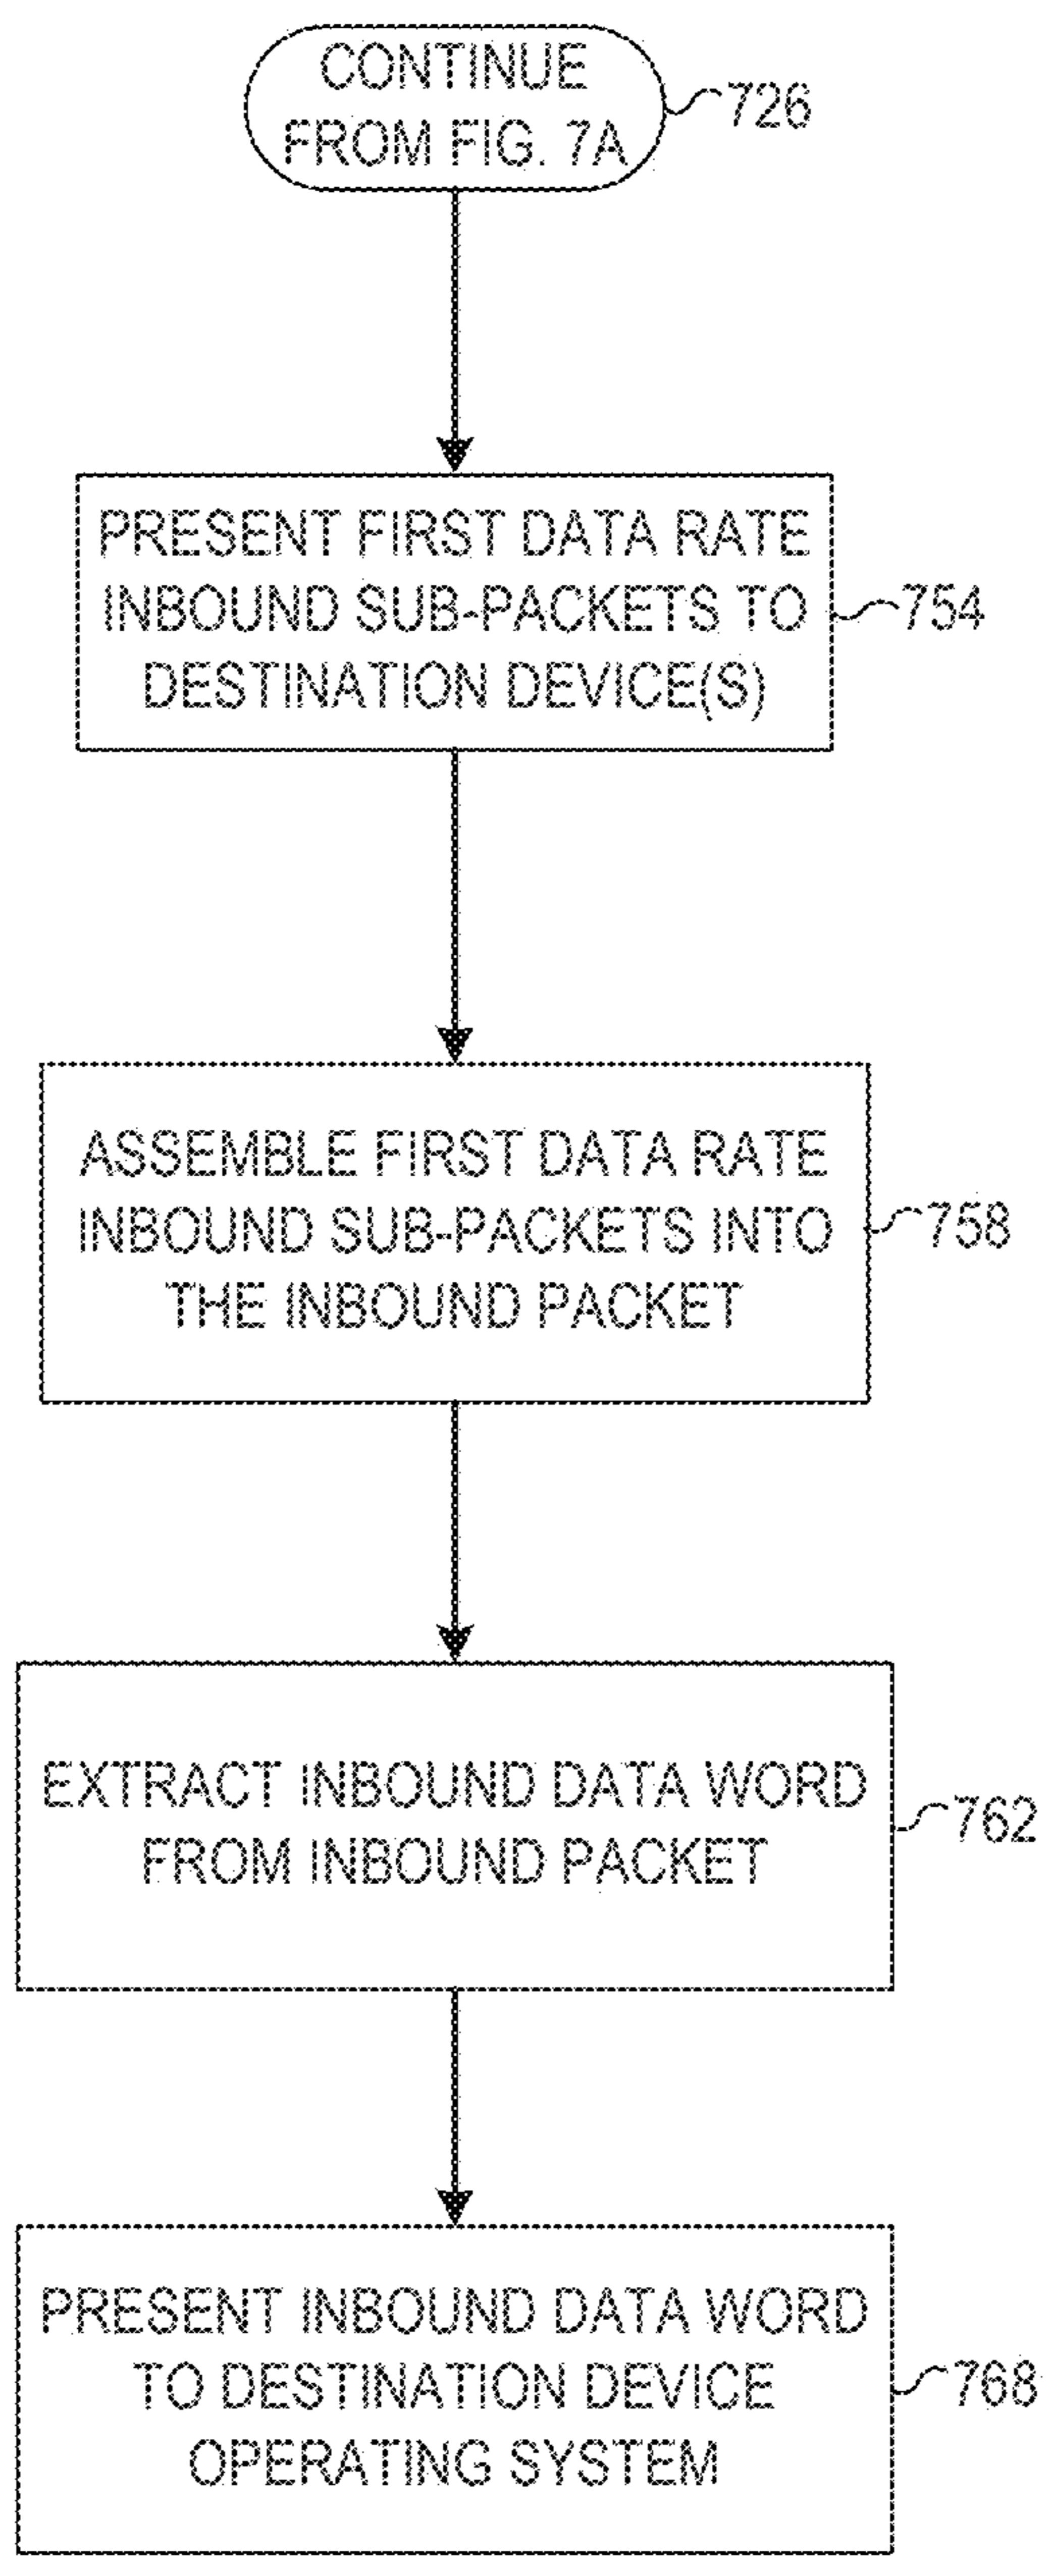 CONTINUE
FROM FIG. 7A
726
PRESENT FIRST DATA RATE
INBOUND SUB-PACKETS TO
DESTINATION DEVICE(S)
754
ASSEMBLE FIRST DATA RATE
INBOUND SUB-PACKETS INTO
THE INBOUND PACKET
758
EXTRACT INBOUND DATA WORD
FROM INBOUND PACKET
762
PRESENT INBOUND DATA WORD
TO DESTINATION DEVICE
OPERATING SYSTEM
768